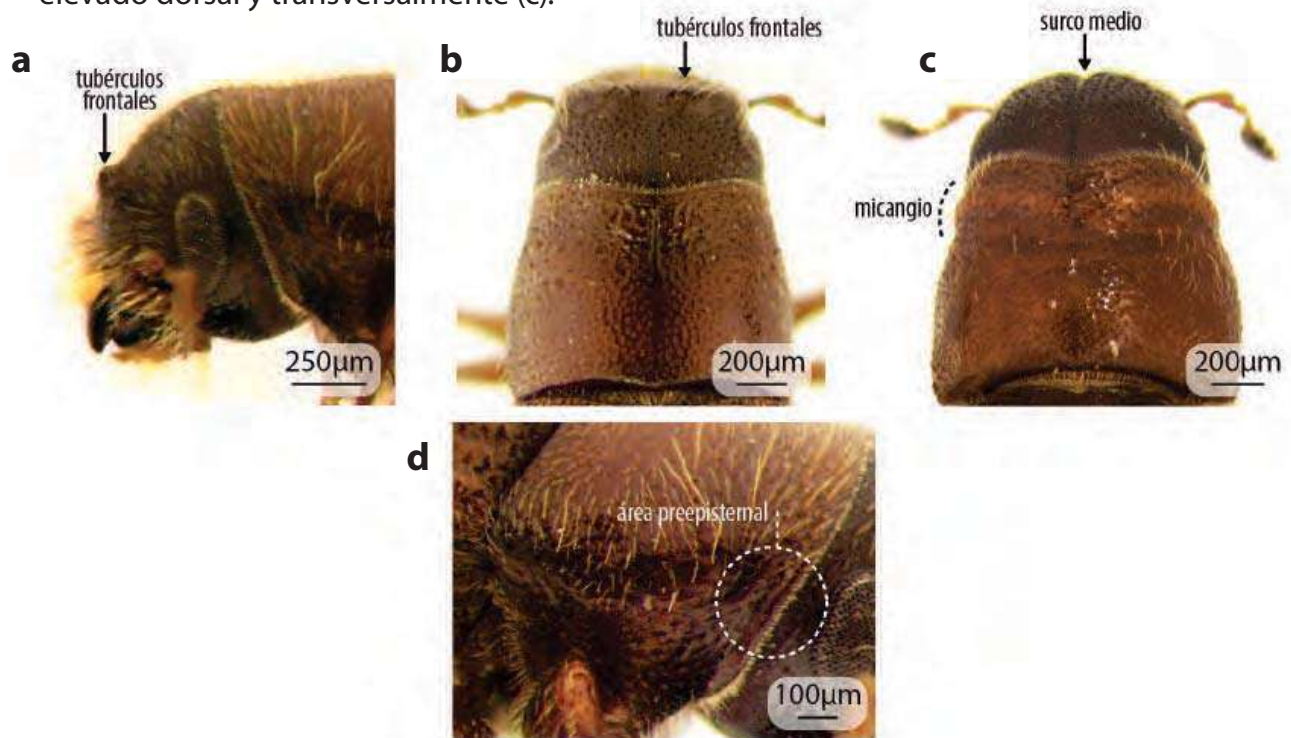 elevado dorsal y transversalmente (c).
a
tubérculos
frontales
250µm
b
tubérculos frontales
200µm
c
surco medio
micangio
200µm
d
área preepisternal
100µm